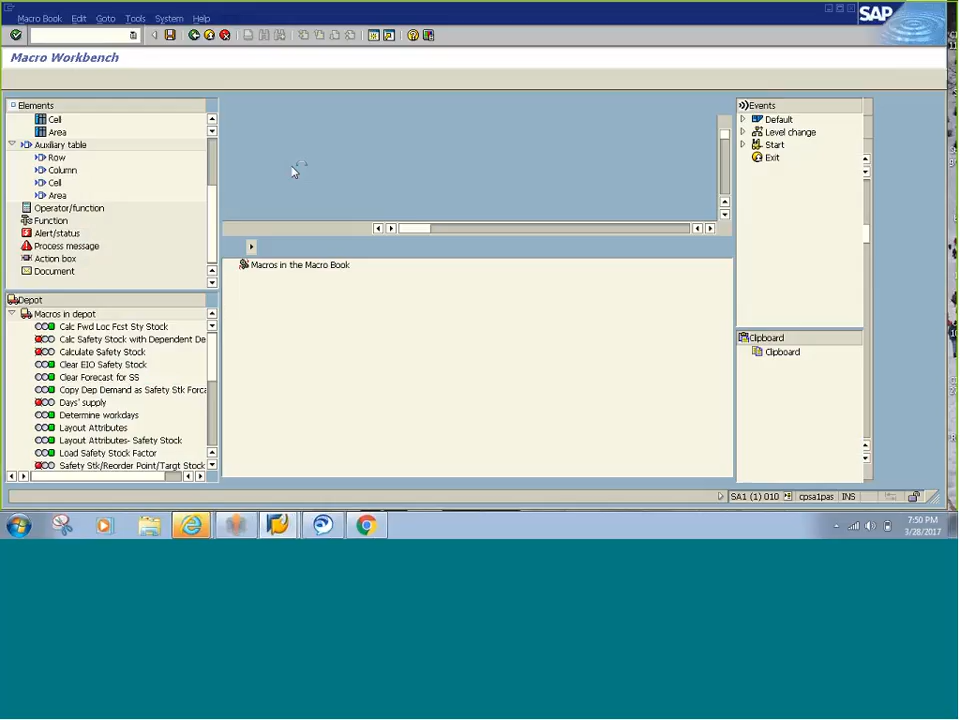 Macro Book Edit Goto Tools System Help
SAP
Macro Workbench
Elements
Cell
Area
Auxiliary table
Row
Column
Cell
Area
Operator/function
Function
Alert/status
Process message
Action box
Document
Depot
Macros in depot
Calc Fwd Loc Fcst Sty Stock
Calc Safety Stock with Dependent De
Calculate Safety Stock
Clear EIO Safety Stock
Clear Forecast for SS
Copy Dep Demand as Safety Stk Forca
Days' supply
Determine workdays
Layout Attributes
Layout Attributes- Safety Stock
Load Safety Stock Factor
Safety Stk/Reorder Point/Targt Stock
Macros in the Macro Book
Events
Default
Level change
Start
Exit
Clipboard
Clipboard
SA1 (1) 010 cpsa1pas INS
7:50 PM
3/28/2017